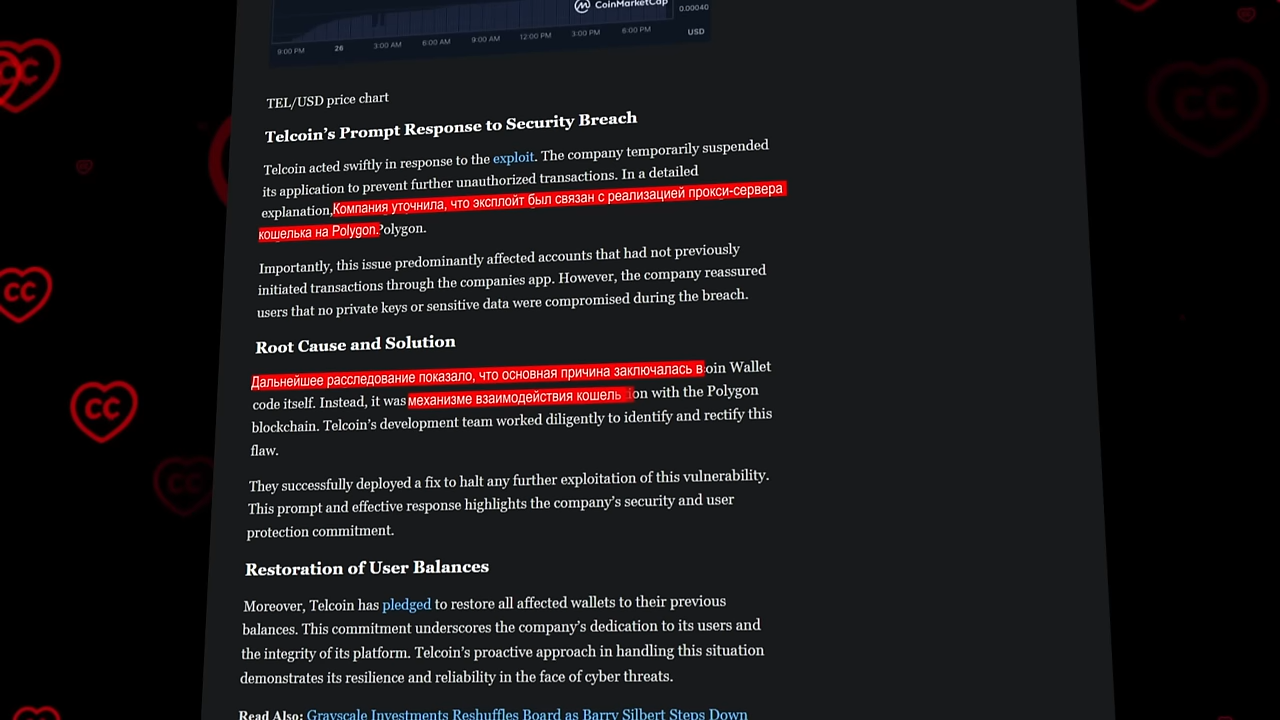 CoinMarketCap
0.00040
9:00 PM 26 3:00 AM 6:00 AM 9:00 AM 12:00 PM 3:00 PM 6:00 PM USD
TEL/USD price chart
Telcoin’s Prompt Response to Security Breach
Telcoin acted swiftly in response to the exploit. The company temporarily suspended
its application to prevent further unauthorized transactions. In a detailed
explanation,Компания уточнила, что эксплойт был связан с реализацией прокси-сервера
кошелька на Polygon.Polygon.
Importantly, this issue predominantly affected accounts that had not previously
initiated transactions through the companies app. However, the company reassured
users that no private keys or sensitive data were compromised during the breach.
Root Cause and Solution
Дальнейшее расследование показало, что основная причина заключалась в oin Wallet
code itself. Instead, it was механизме взаимодействия кошель ion with the Polygon
blockchain. Telcoin’s development team worked diligently to identify and rectify this
flaw.
They successfully deployed a fix to halt any further exploitation of this vulnerability.
This prompt and effective response highlights the company’s security and user
protection commitment.
Restoration of User Balances
Moreover, Telcoin has pledged to restore all affected wallets to their previous
balances. This commitment underscores the company’s dedication to its users and
the integrity of its platform. Telcoin’s proactive approach in handling this situation
demonstrates its resilience and reliability in the face of cyber threats.
Read Also: Grayscale Investments Reshuffles Board as Barry Silbert Steps Down
CC
CC
CC
CC
CC